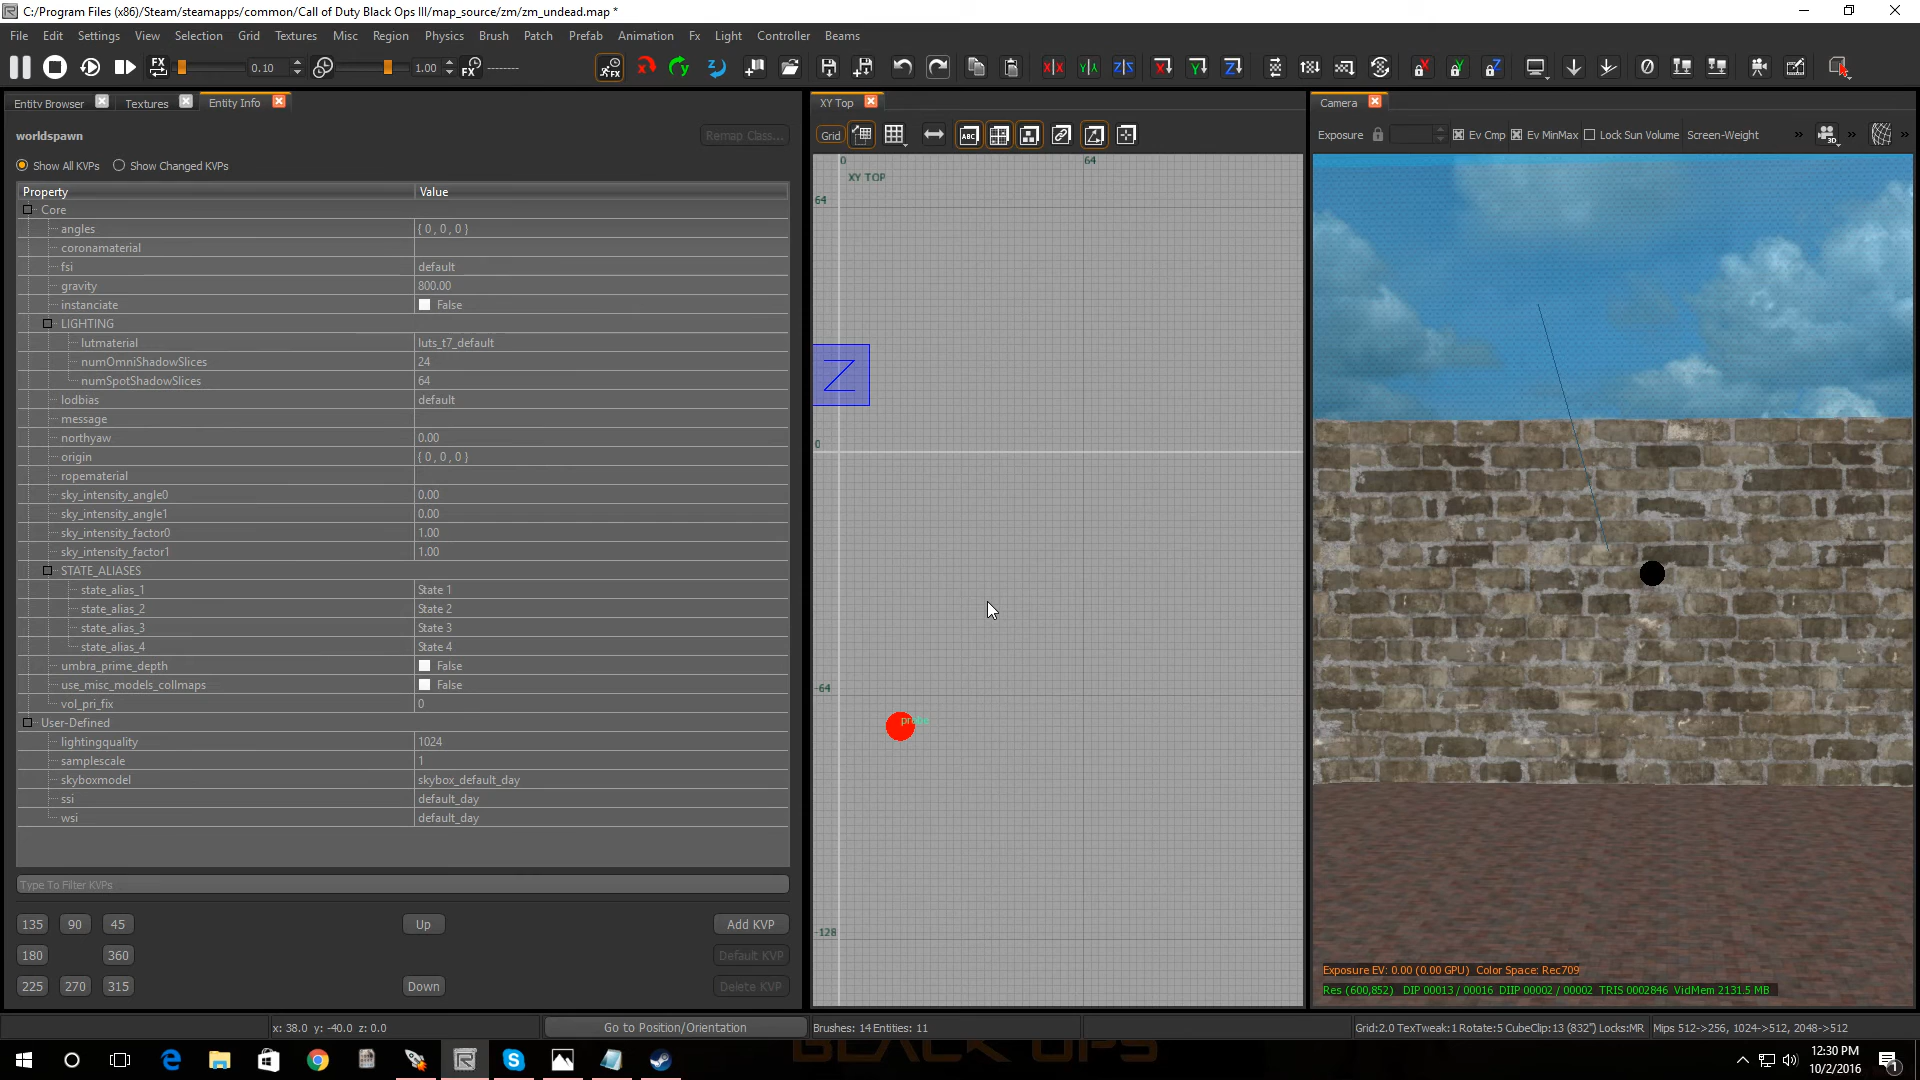 C:/Program Files (x86)/Steam/steamapps/common/Call of Duty Black Ops III/map_source/zm/zm_undead.map *
File Edit Settings View Selection Grid Textures Misc Region Physics Brush Patch Prefab Animation Fx Light Controller Beams
FX 0.10 1.00 FX --------
Entity Browser Textures Entity Info
XY Top
Camera
worldspawn
Remap Class...
Grid
ABC
Exposure Ev Cmp Ev MinMax Lock Sun Volume Screen-Weight » 3D » »
Show All KVPs Show Changed KVPs
Property Value
Core
angles { 0 , 0 , 0 }
coronamaterial
fsi default
gravity 800.00
instanciate False
LIGHTING
lutmaterial luts_t7_default
numOmniShadowSlices 24
numSpotShadowSlices 64
lodbias default
message
northyaw 0.00
origin { 0 , 0 , 0 }
ropematerial
sky_intensity_angle0 0.00
sky_intensity_angle1 0.00
sky_intensity_factor0 1.00
sky_intensity_factor1 1.00
STATE_ALIASES
state_alias_1 State 1
state_alias_2 State 2
state_alias_3 State 3
state_alias_4 State 4
umbra_prime_depth False
use_misc_models_collmaps False
vol_pri_fix 0
User-Defined
lightingquality 1024
samplescale 1
skyboxmodel skybox_default_day
ssi default_day
wsi default_day
Type To Filter KVPs
135 90 45 Up Add KVP
180 360 Default KVP
225 270 315 Down Delete KVP
0 64
XY TOP
64
Z
0
-64
probe
-128
Exposure EV: 0.00 (0.00 GPU) Color Space: Rec709
Res (600,852) DIP 00013 / 00016 DIIP 00002 / 00002 TRIS 0002846 VidMem 2131.5 MB
x: 38.0 y: -40.0 z: 0.0
Go to Position/Orientation
Brushes: 14 Entities: 11
Grid:2.0 TexTweak:1 Rotate:5 CubeClip:13 (832") Locks:MR
Mips 512->256, 1024->512, 2048->512
BLACK OPS
12:30 PM
10/2/2016
1